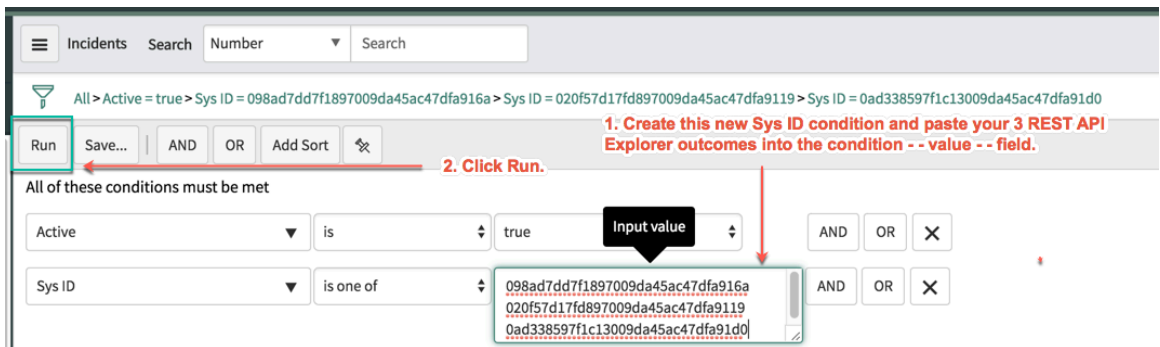 Incidents Search Number Search
All > Active = true > Sys ID = 098ad7dd7f1897009da45ac47dfa916a > Sys ID = 020f57d17fd897009da45ac47dfa9119 > Sys ID = 0ad338597f1c13009da45ac47dfa91d0
1. Create this new Sys ID condition and paste your 3 REST API
Explorer outcomes into the condition - - value - - field.
Run Save... AND OR Add Sort
2. Click Run.
All of these conditions must be met
Input value
Active is true AND OR
Sys ID is one of 098ad7dd7f1897009da45ac47dfa916a AND OR
020f57d17fd897009da45ac47dfa9119
0ad338597f1c13009da45ac47dfa91d0